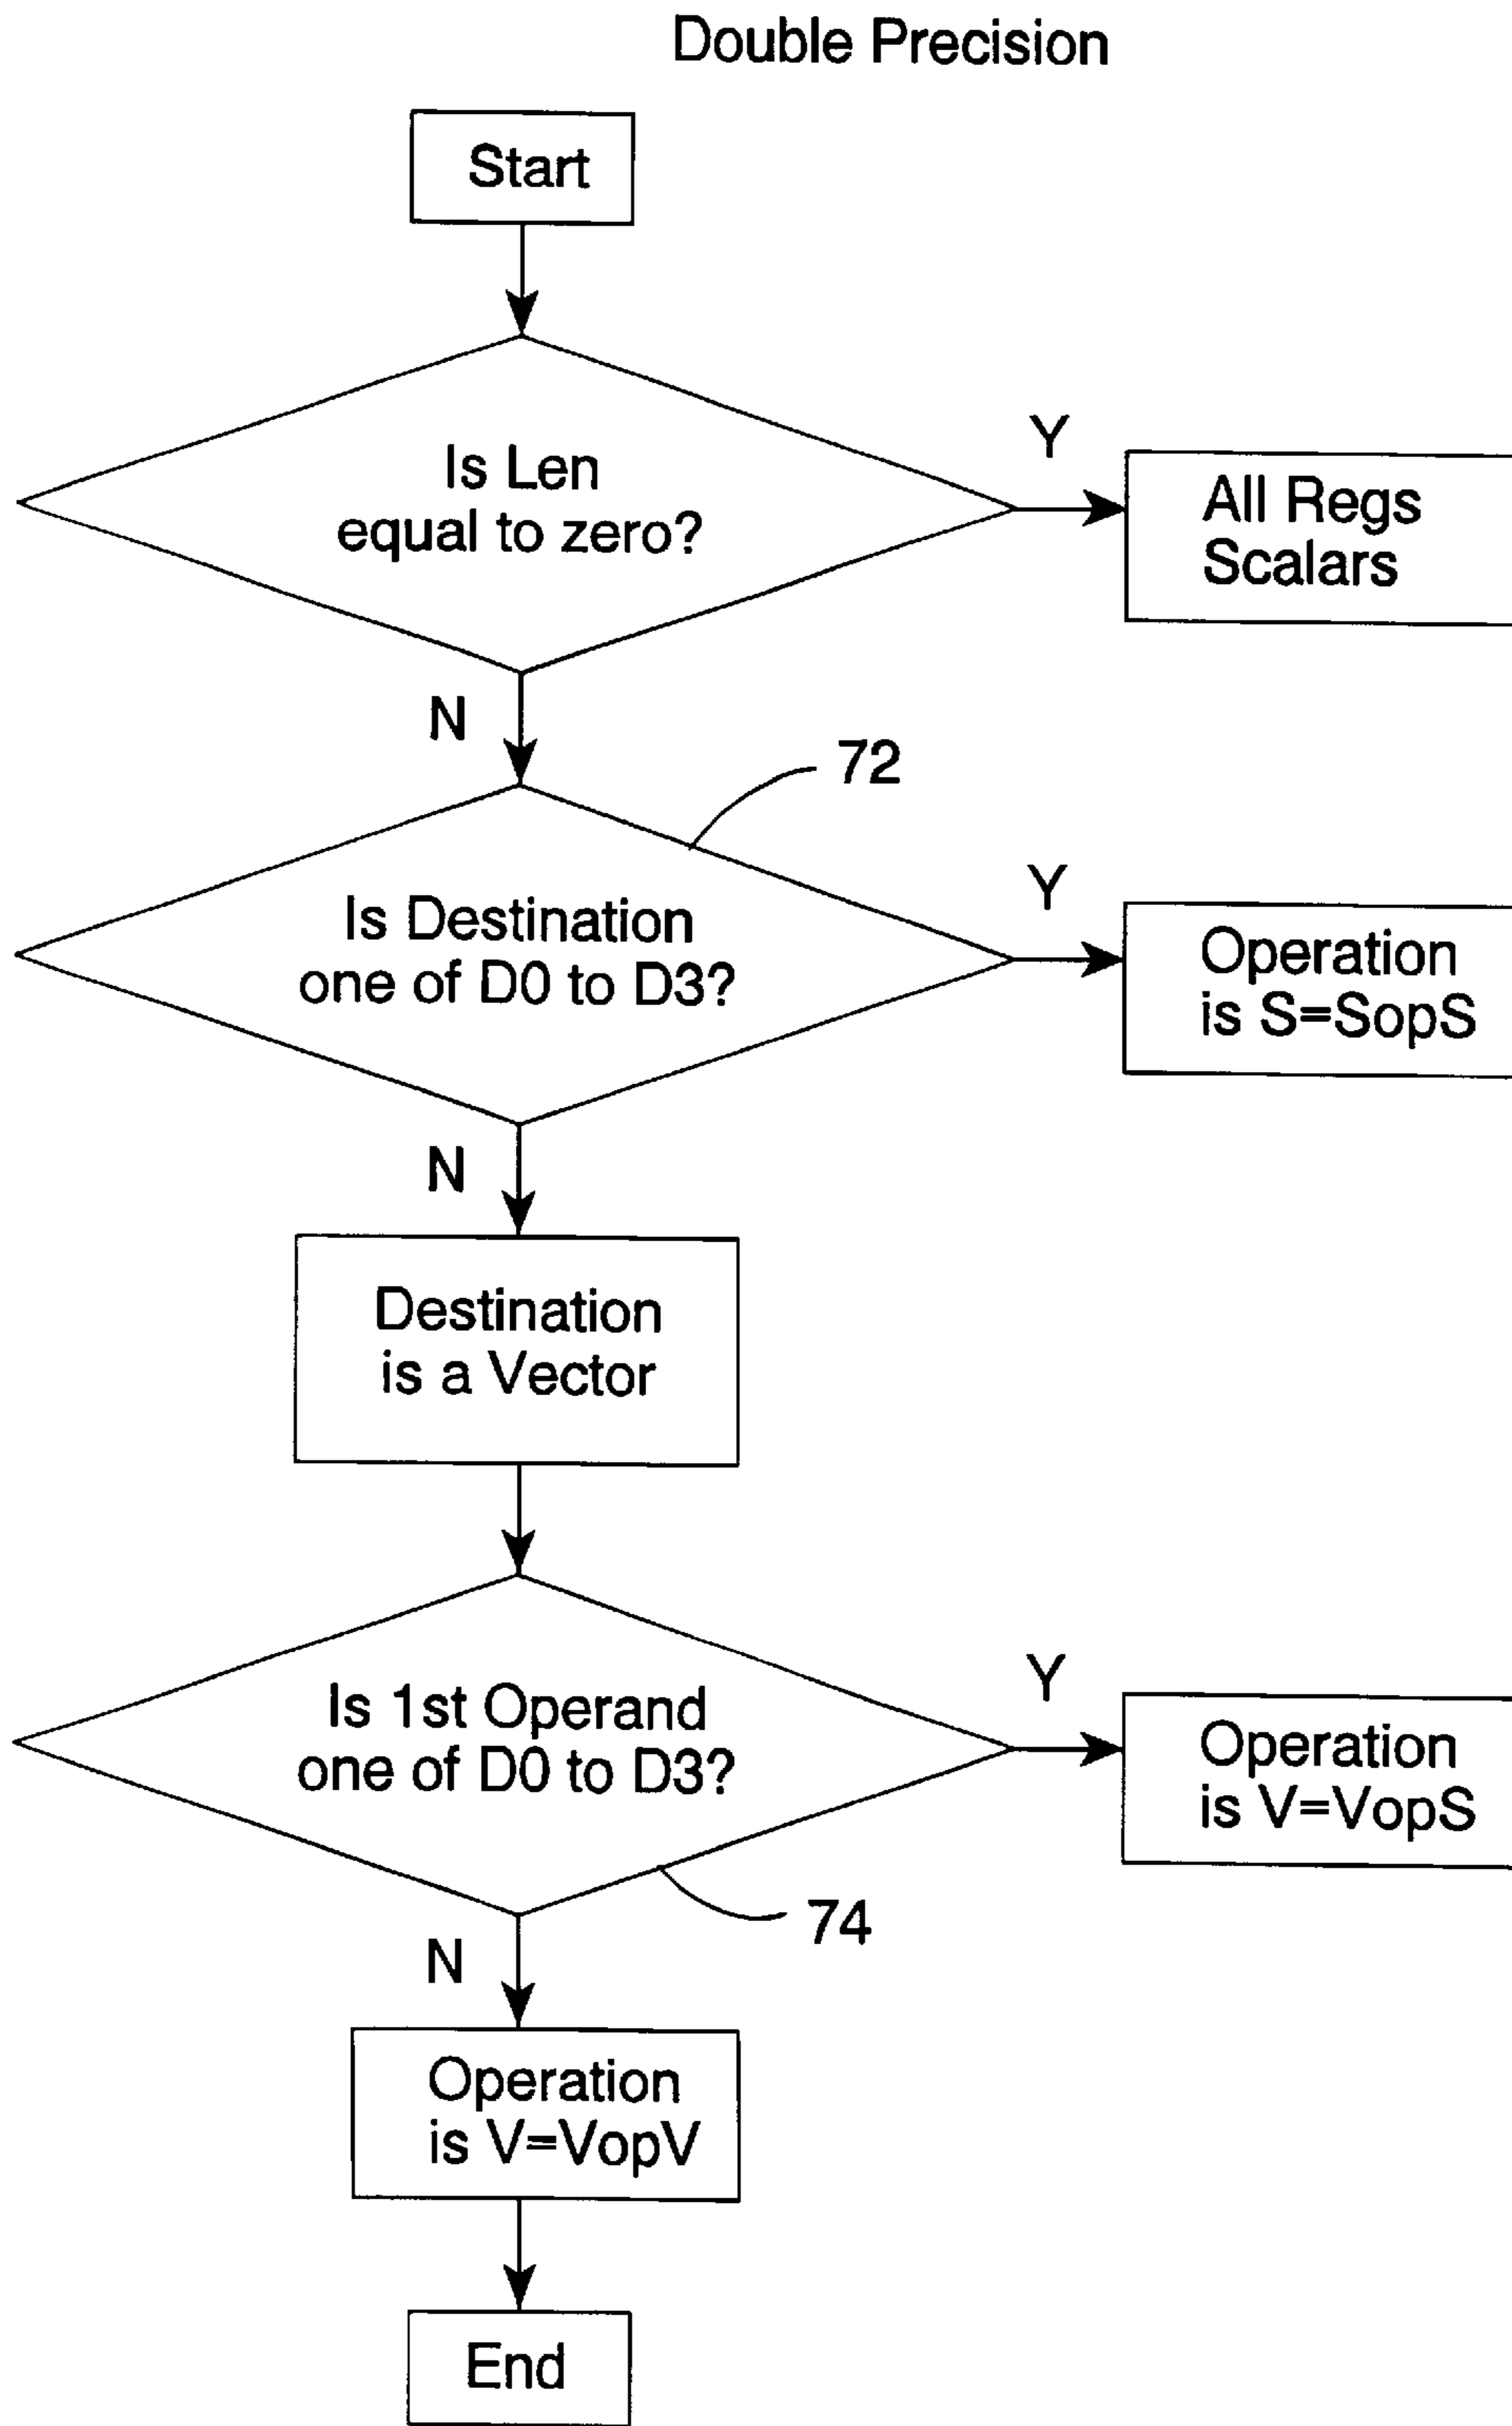 Double Precision
Start
Is Len
equal to zero?
Y
All Regs
Scalars
N
72
Is Destination
one of D0 to D3?
Y
Operation
is S=SopS
N
Destination
is a Vector
Is 1st Operand
one of D0 to D3?
Y
Operation
is V=VopS
74
N
Operation
is V=VopV
End